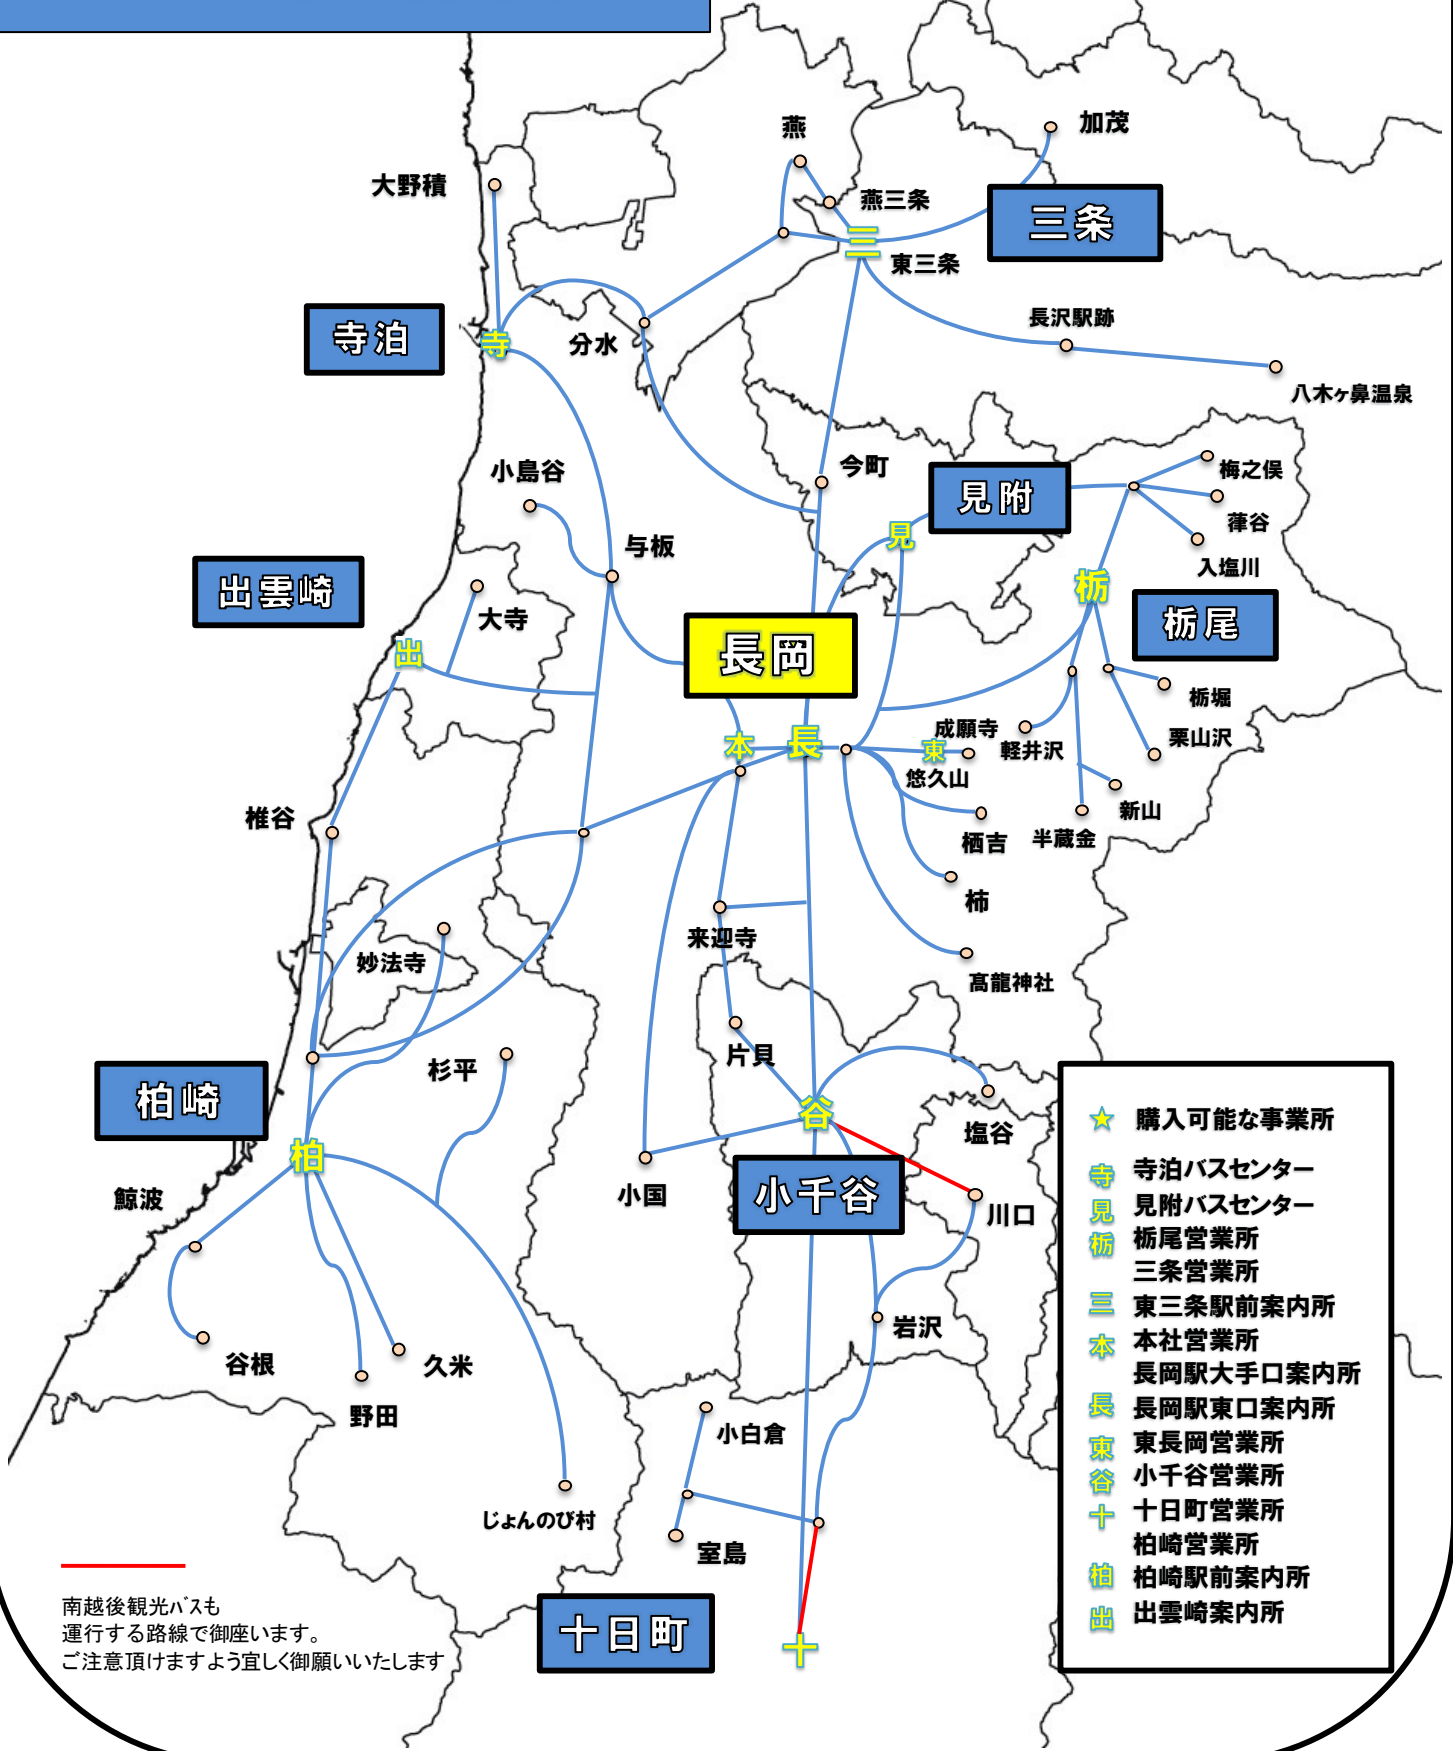 燕
加茂
大野積
燕三条
三条
三
東三条
寺泊
寺
分水
長沢駅跡
八木ヶ鼻温泉
小島谷
今町
見附
梅之俣
葎谷
見
与板
入塩川
出雲崎
栃
大寺
栃尾
出
長岡
栃堀
本
長
東
成願寺
軽井沢
栗山沢
悠久山
椎谷
新山
栖吉
半蔵金
柿
来迎寺
妙法寺
髙龍神社
片見
杉平
柏崎
谷
塩谷
柏
小国
小千谷
川口
鯨波
岩沢
谷根
久米
野田
小白倉
じょんのび村
室島
十日町
十
★ 購入可能な事業所
寺 寺泊バスセンター
見 見附バスセンター
栃 栃尾営業所
三条営業所
三 東三条駅前案内所
本 本社営業所
長岡駅大手口案内所
長 長岡駅東口案内所
東 東長岡営業所
谷 小千谷営業所
十 十日町営業所
柏崎営業所
柏 柏崎駅前案内所
出 出雲崎案内所
南越後観光バスも
運行する路線で御座います。
ご注意頂けますよう宜しく御願いいたします